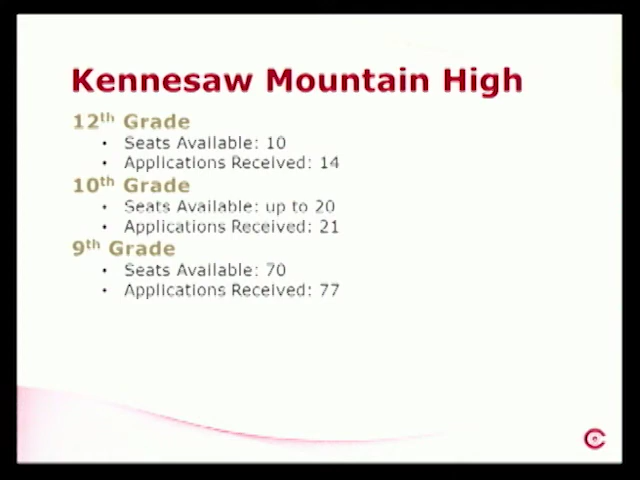 Kennesaw Mountain High
12th Grade
• Seats Available: 10
• Applications Received: 14
10th Grade
• Seats Available: up to 20
• Applications Received: 21
9th Grade
• Seats Available: 70
• Applications Received: 77